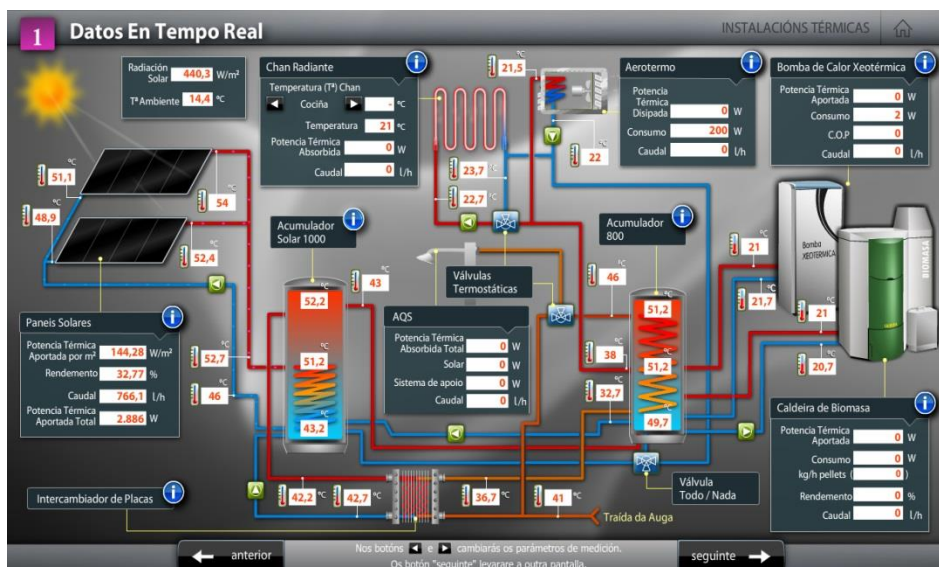 1 Datos En Tempo Real
INSTALACIÓNS TÉRMICAS
Radiación Solar 440,3 W/m²
Tª Ambiente 14,4 °C
Chan Radiante
Temperatura (Tª) Chan
Cociña - °C
Temperatura 21 °C
Potencia Térmica Absorbida 0 W
Caudal 0 l/h
°C
21,5
Aerotermo
Potencia Térmica Disipada 0 W
Consumo 200 W
Caudal 0 l/h
Bomba de Calor Xeotérmica
Potencia Térmica Aportada 0 W
Consumo 2 W
C.O.P 0
Caudal 0 l/h
°C
22
°C
51,1
°C
48,9
°C
54
°C
52,4
°C
23,7
°C
22,7
Acumulador Solar 1000
°C
43
Válvulas Termostáticas
Acumulador 800
°C
46
°C
21
°C
21,7
Bomba XEOTERMICA
BIOMASA
°C
21
°C
20,7
°C
52,2
°C
51,2
°C
43,2
Paneis Solares
Potencia Térmica Aportada por m² 144,28 W/m²
Rendemento 32,77 %
Caudal 766,1 l/h
Potencia Térmica Aportada Total 2.886 W
°C
52,7
°C
46
AQS
Potencia Térmica Absorbida Total 0 W
Solar 0 W
Sistema de apoio 0 W
Caudal 0 l/h
°C
38
°C
32,7
°C
51,2
°C
51,2
°C
49,7
Caldeira de Biomasa
Potencia Térmica Aportada 0 W
Consumo 0 W
kg/h pellets ( 0 )
Rendemento 0 %
Caudal 0 l/h
Intercambiador de Placas
42,2 °C
42,7 °C
36,7 °C
41 °C
Traída da Auga
Válvula Todo / Nada
anterior
Nos botóns e cambiarás os parámetros de medición.
Os botón "seguinte" levarare a outra pantalla.
seguinte